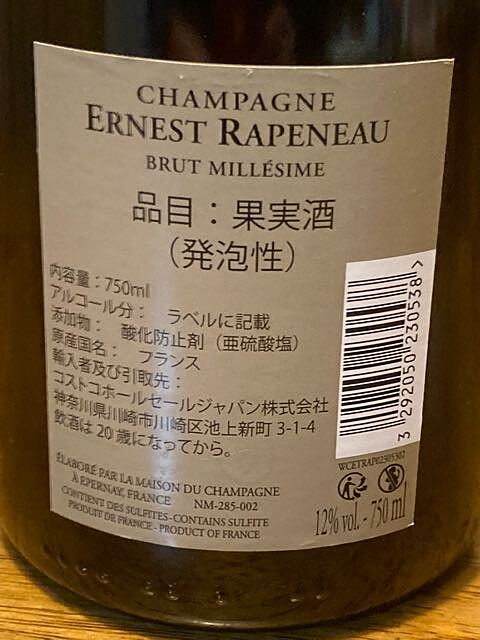 CHAMPAGNE
ERNEST RAPENEAU
BRUT MILLÉSIME
品目：果実酒
（発泡性）
内容量：750ml
アルコール分： ラベルに記載
添加物： 酸化防止剤（亜硫酸塩）
原産国名： フランス
輸入者及び引取先：
コストコホールセールジャパン株式会社
神奈川県川崎市川崎区池上新町 3-1-4
飲酒は 20 歳になってから。
3 292050 230538 >
ÉLABORÉ PAR LA MAISON DU CHAMPAGNE
À EPERNAY, FRANCE NM-285-002
CONTIENT DES SULFITES - CONTAINS SULFITE
PRODUIT DE FRANCE - PRODUCT OF FRANCE
WCETRAP02305302
12% vol. - 750 ml